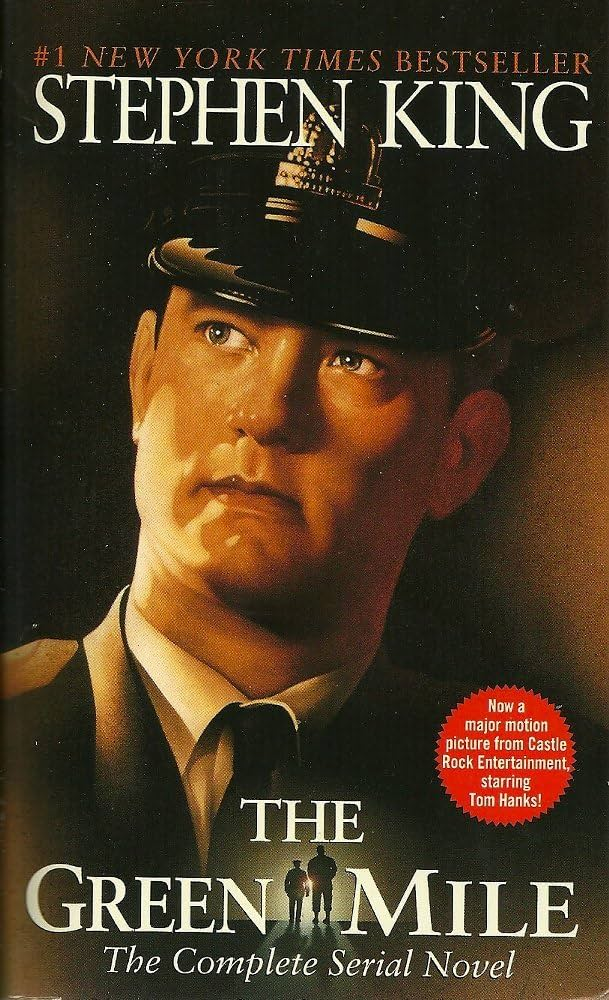 #1 NEW YORK TIMES BESTSELLER
STEPHEN KING
Now a
major motion
picture from Castle
Rock Entertainment,
starring
Tom Hanks!
THE
GREEN MILE
The Complete Serial Novel